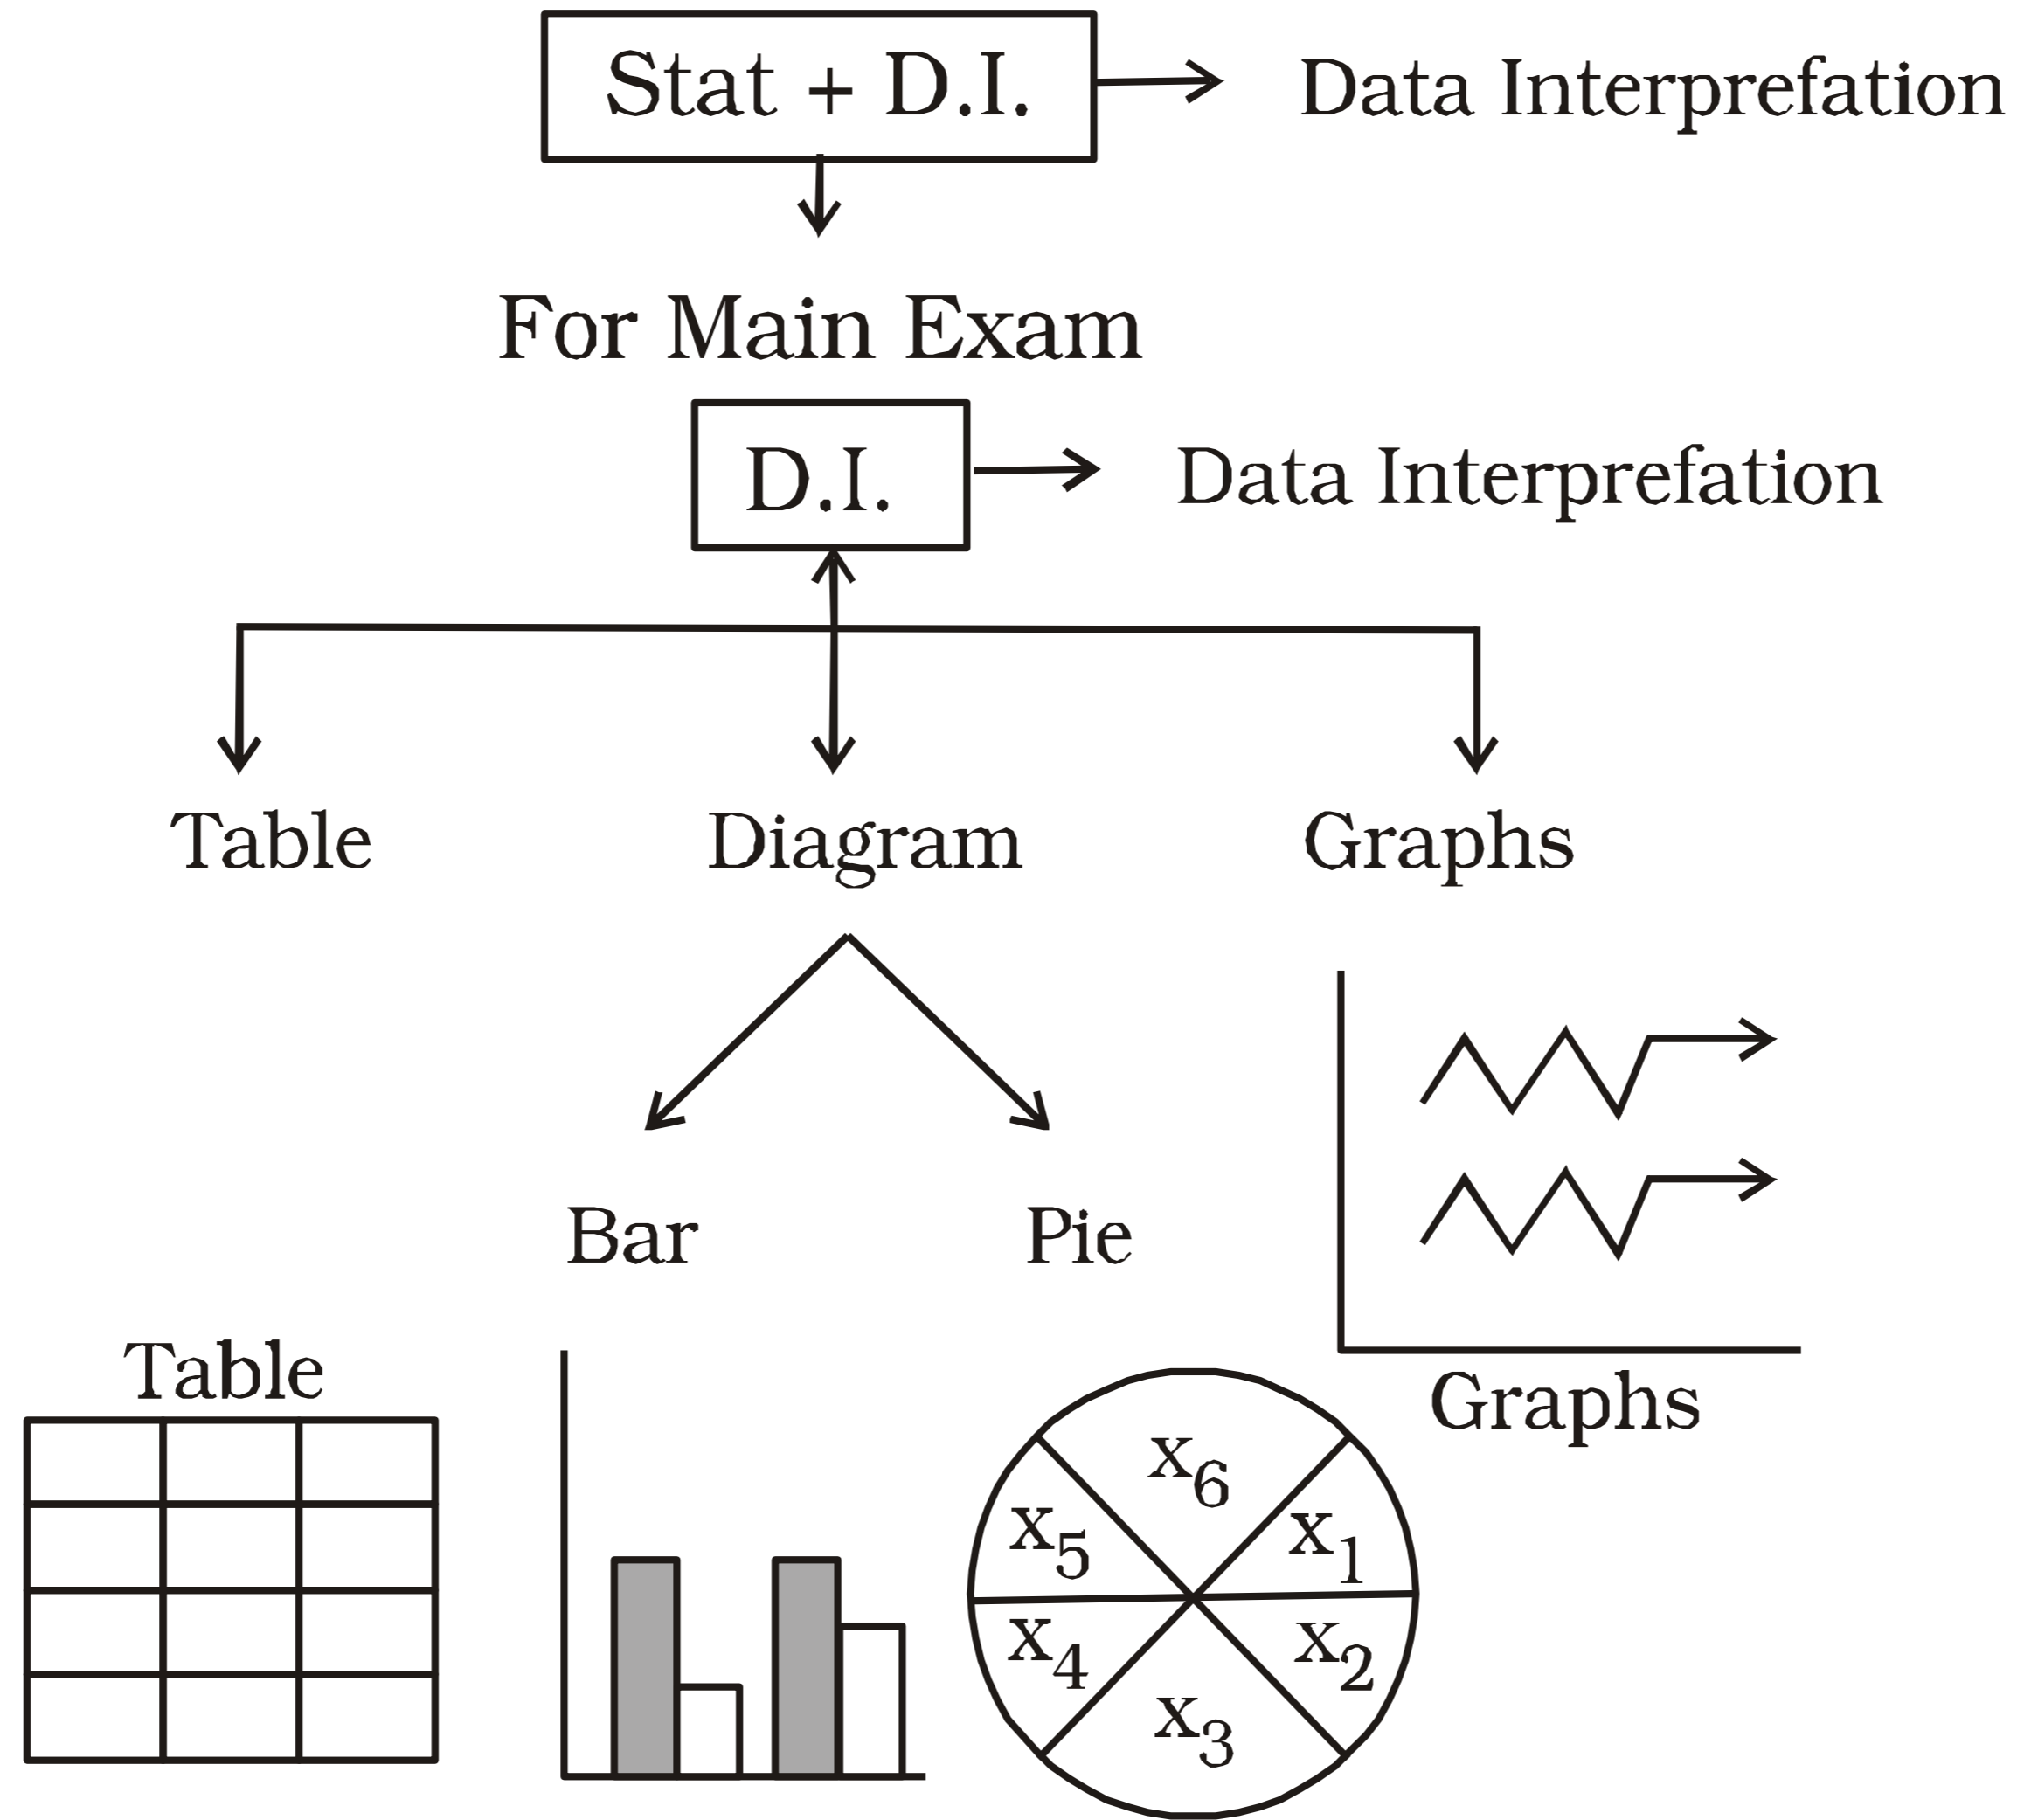 Stat + D.I. Data Interprefation
For Main Exam
D.I. Data Interprefation
Table Diagram Graphs
Bar Pie
Table
Graphs
x6
x5 x1
x4 x2
x3